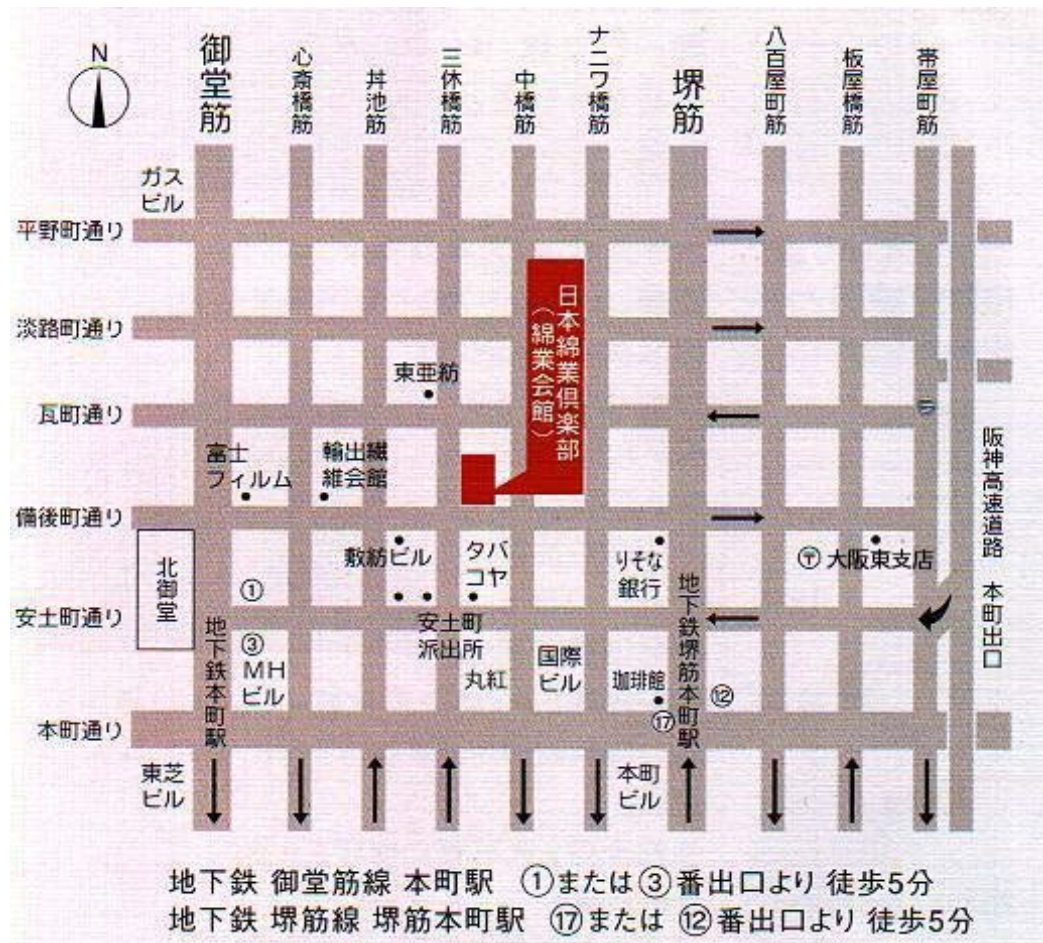 N
御堂筋
心斎橋筋
丼池筋
三休橋筋
中橋筋
ナニワ橋筋
堺筋
八百屋町筋
板屋橋筋
帯屋町筋
ガス
ビル
平野町通り
淡路町通り
日本綿業倶楽部
（綿業会館）
東亜紡
瓦町通り
富士
フィルム
輸出繊
維会館
阪神高速道路 本町出口
備後町通り
北御堂
敷紡ビル
タバ
コヤ
りそな
銀行
〒 大阪東支店
①
安土町通り
地下鉄本町駅
③
MH
ビル
安土町
派出所
丸紅
国際
ビル
珈琲館
地下鉄堺筋本町駅
⑫
⑰
本町通り
東芝
ビル
本町
ビル
地下鉄 御堂筋線 本町駅 ①または③番出口より 徒歩5分
地下鉄 堺筋線 堺筋本町駅 ⑰または ⑫番出口より 徒歩5分